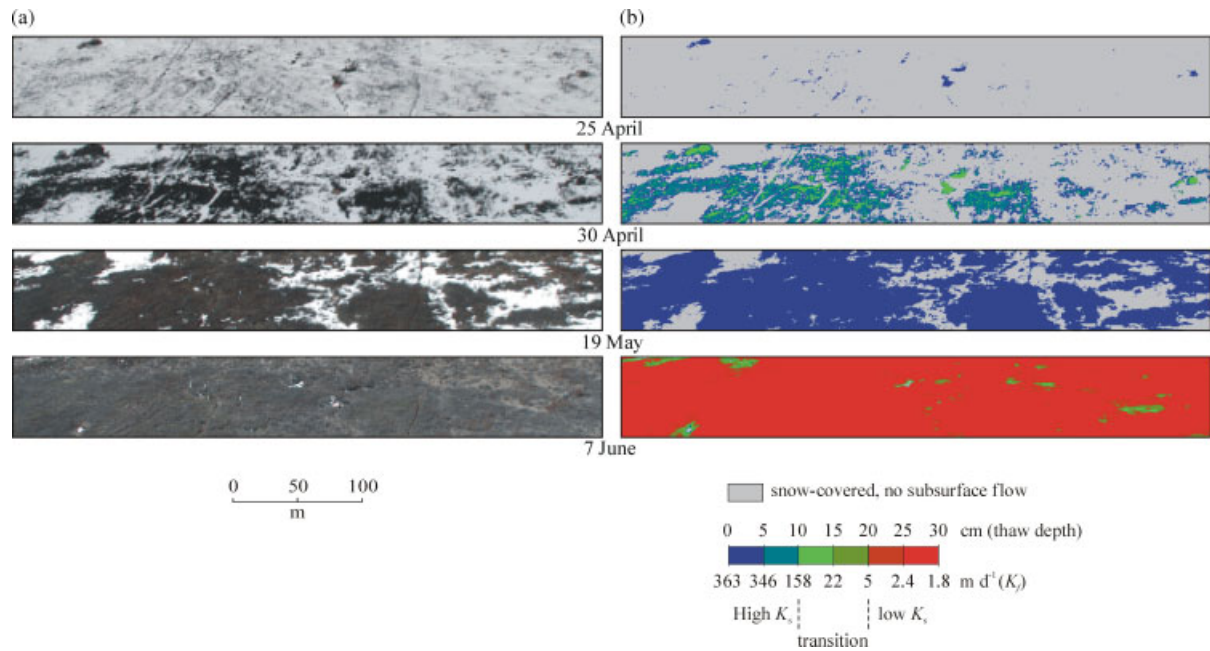 (a) (b)
25 April
30 April
19 May
7 June
0 50 100
m
snow-covered, no subsurface flow
0 5 10 15 20 25 30 cm (thaw depth)
363 346 158 22 5 2.4 1.8 m d⁻¹ (Kf)
High Ks low Ks
transition